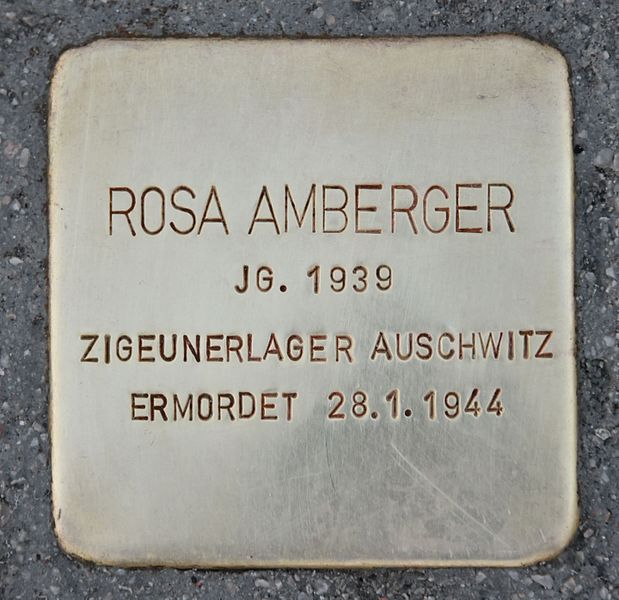 ROSA AMBERGER
JG. 1939
ZIGEUNERLAGER AUSCHWITZ
ERMORDET 28.1.1944